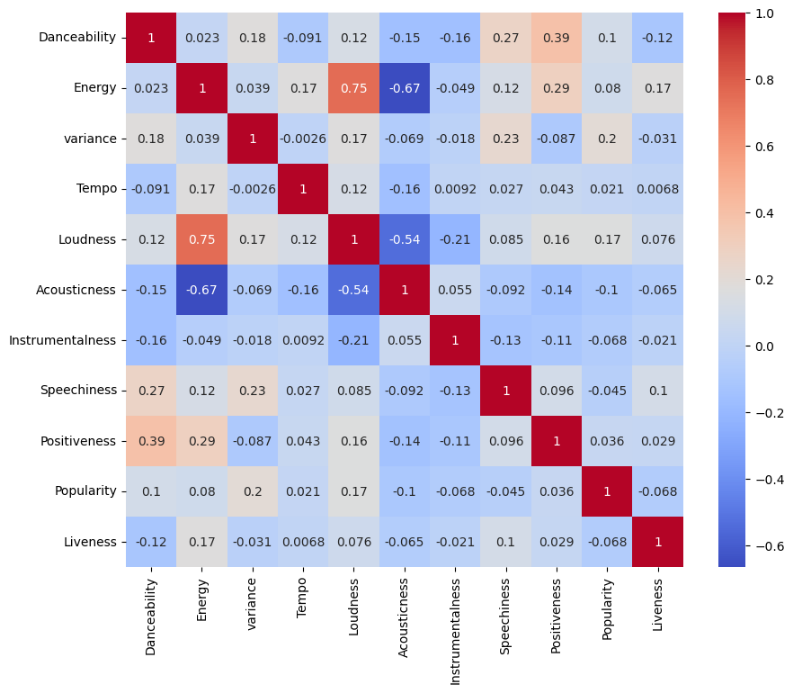 Danceability 1 0.023 0.18 -0.091 0.12 -0.15 -0.16 0.27 0.39 0.1 -0.12
Energy 0.023 1 0.039 0.17 0.75 -0.67 -0.049 0.12 0.29 0.08 0.17
variance 0.18 0.039 1 -0.0026 0.17 -0.069 -0.018 0.23 -0.087 0.2 -0.031
Tempo -0.091 0.17 -0.0026 1 0.12 -0.16 0.0092 0.027 0.043 0.021 0.0068
Loudness 0.12 0.75 0.17 0.12 1 -0.54 -0.21 0.085 0.16 0.17 0.076
Acousticness -0.15 -0.67 -0.069 -0.16 -0.54 1 0.055 -0.092 -0.14 -0.1 -0.065
Instrumentalness -0.16 -0.049 -0.018 0.0092 -0.21 0.055 1 -0.13 -0.11 -0.068 -0.021
Speechiness 0.27 0.12 0.23 0.027 0.085 -0.092 -0.13 1 0.096 -0.045 0.1
Positiveness 0.39 0.29 -0.087 0.043 0.16 -0.14 -0.11 0.096 1 0.036 0.029
Popularity 0.1 0.08 0.2 0.021 0.17 -0.1 -0.068 -0.045 0.036 1 -0.068
Liveness -0.12 0.17 -0.031 0.0068 0.076 -0.065 -0.021 0.1 0.029 -0.068 1
Danceability
Energy
variance
Tempo
Loudness
Acousticness
Instrumentalness
Speechiness
Positiveness
Popularity
Liveness
1.0
0.8
0.6
0.4
0.2
0.0
−0.2
−0.4
−0.6